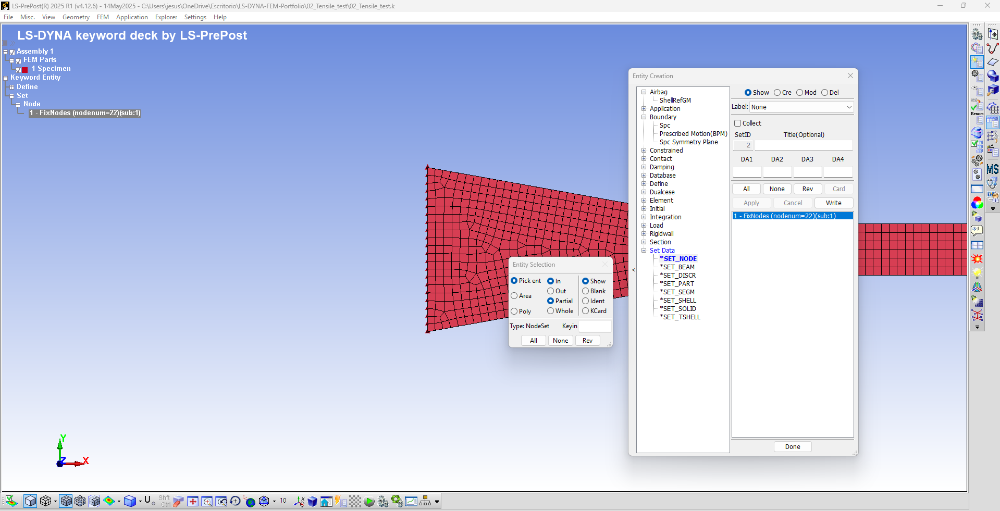 LS-PrePost(R) 2025 R1 (v4.12.6) - 14May2025 - C:\Users\jesus\OneDrive\Escritorio\LS-DYNA-FEM-Portfolio\02_Tensile_test\02_Tensile_test.k
File Misc. View Geometry FEM Application Explorer Settings Help
LS-DYNA keyword deck by LS-PrePost
Assembly 1
FEM Parts
1 Specimen
Keyword Entity
Define
Set
Node
1 - FixNodes (nodenum=22)(sub:1)
Entity Selection
Pick ent In Show
Area Out Blank
Partial Ident
Poly Whole KCard
Type: NodeSet Keyin
All None Rev
Entity Creation
Airbag
ShellRefGM
Application
Boundary
Spc
Prescribed Motion(BPM)
Spc Symmetry Plane
Constrained
Contact
Damping
Database
Define
Dualcese
Element
Initial
Integration
Load
Rigidwall
Section
Set Data
*SET_NODE
*SET_BEAM
*SET_DISCR
*SET_PART
*SET_SEGM
*SET_SHELL
*SET_SOLID
*SET_TSHELL
<
Show Cre Mod Del
Label: None
Collect
SetID Title(Optional)
2
DA1 DA2 DA3 DA4
All None Rev Card
Apply Cancel Write
1 - FixNodes (nodenum=22)(sub:1)
Done
Renum
MS
Y
Z X
Shft
Ctrl
10